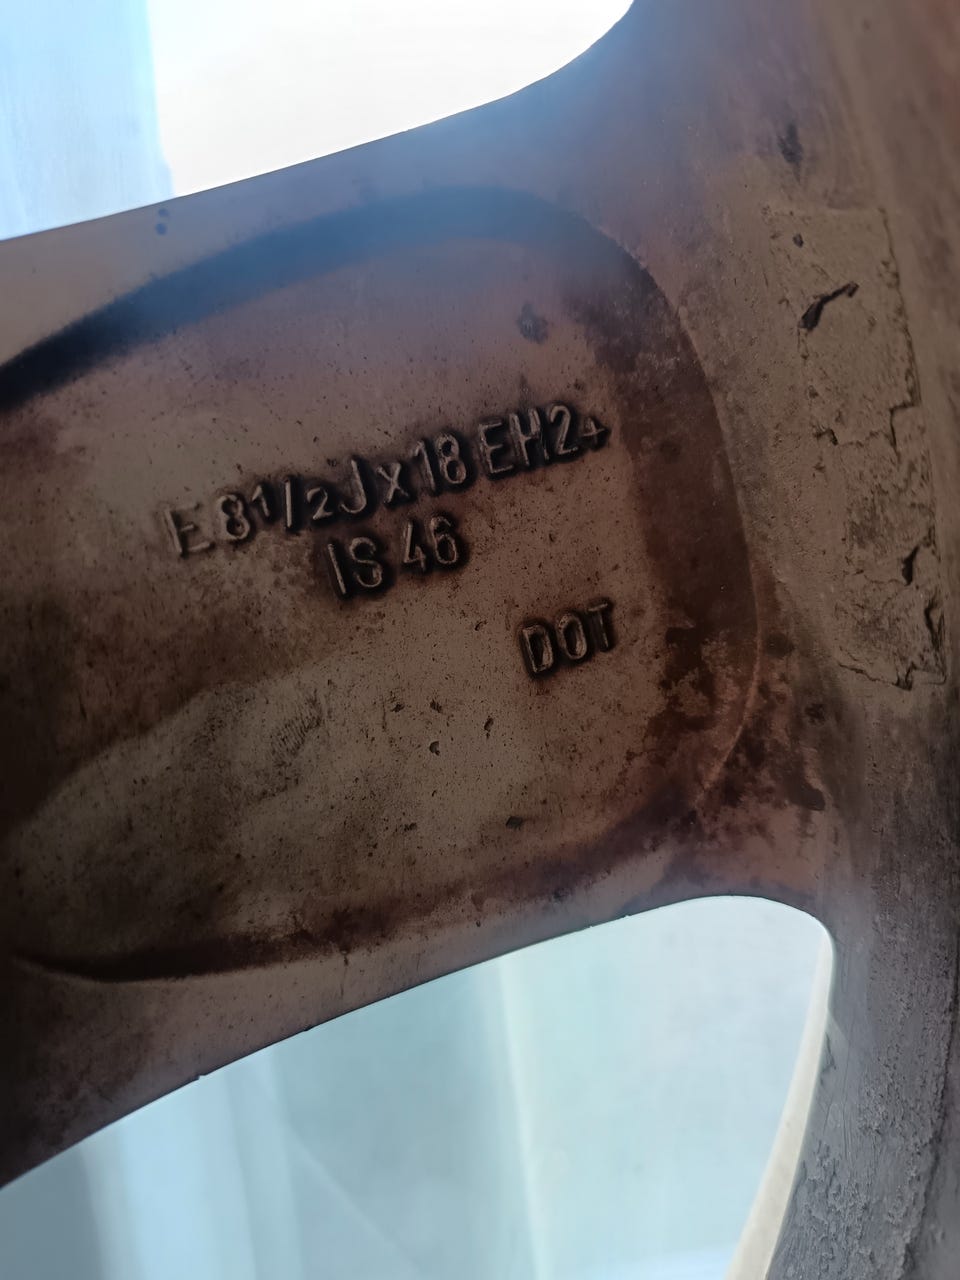 E 8 1/2 J x 18 EH2+
IS 46
DOT